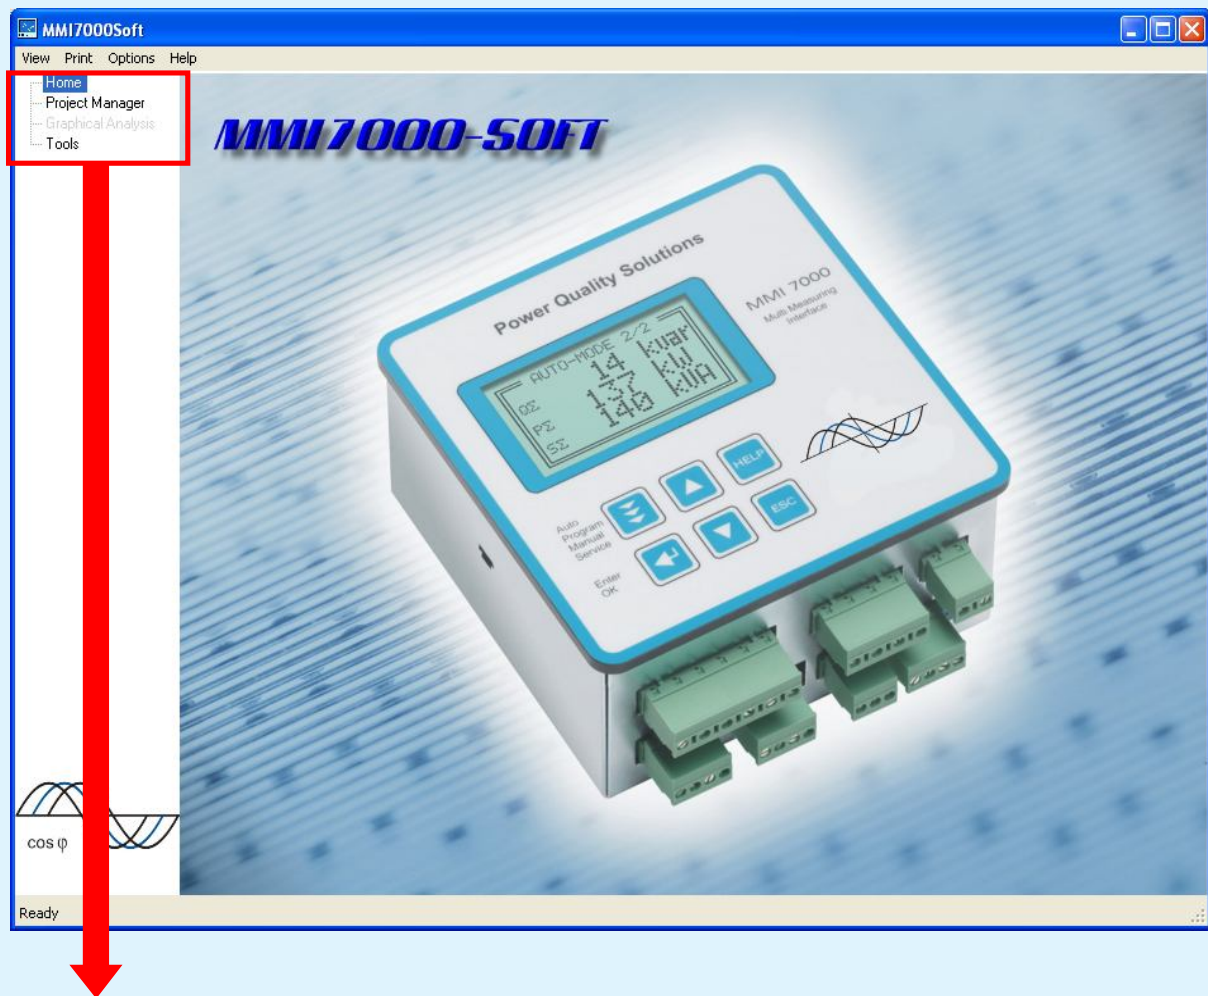 MMI7000Soft
View Print Options Help
Home
Project Manager
Graphical Analysis
Tools
MMI7000-SOFT
Power Quality Solutions
MMI 7000
Multi Measuring
Interface
AUTO-MODE 2/2
QΣ 14 kvar
PΣ 137 kW
SΣ 140 kVA
Auto
Program
Manual
Service
Enter
OK
HELP
ESC
cos φ
Ready